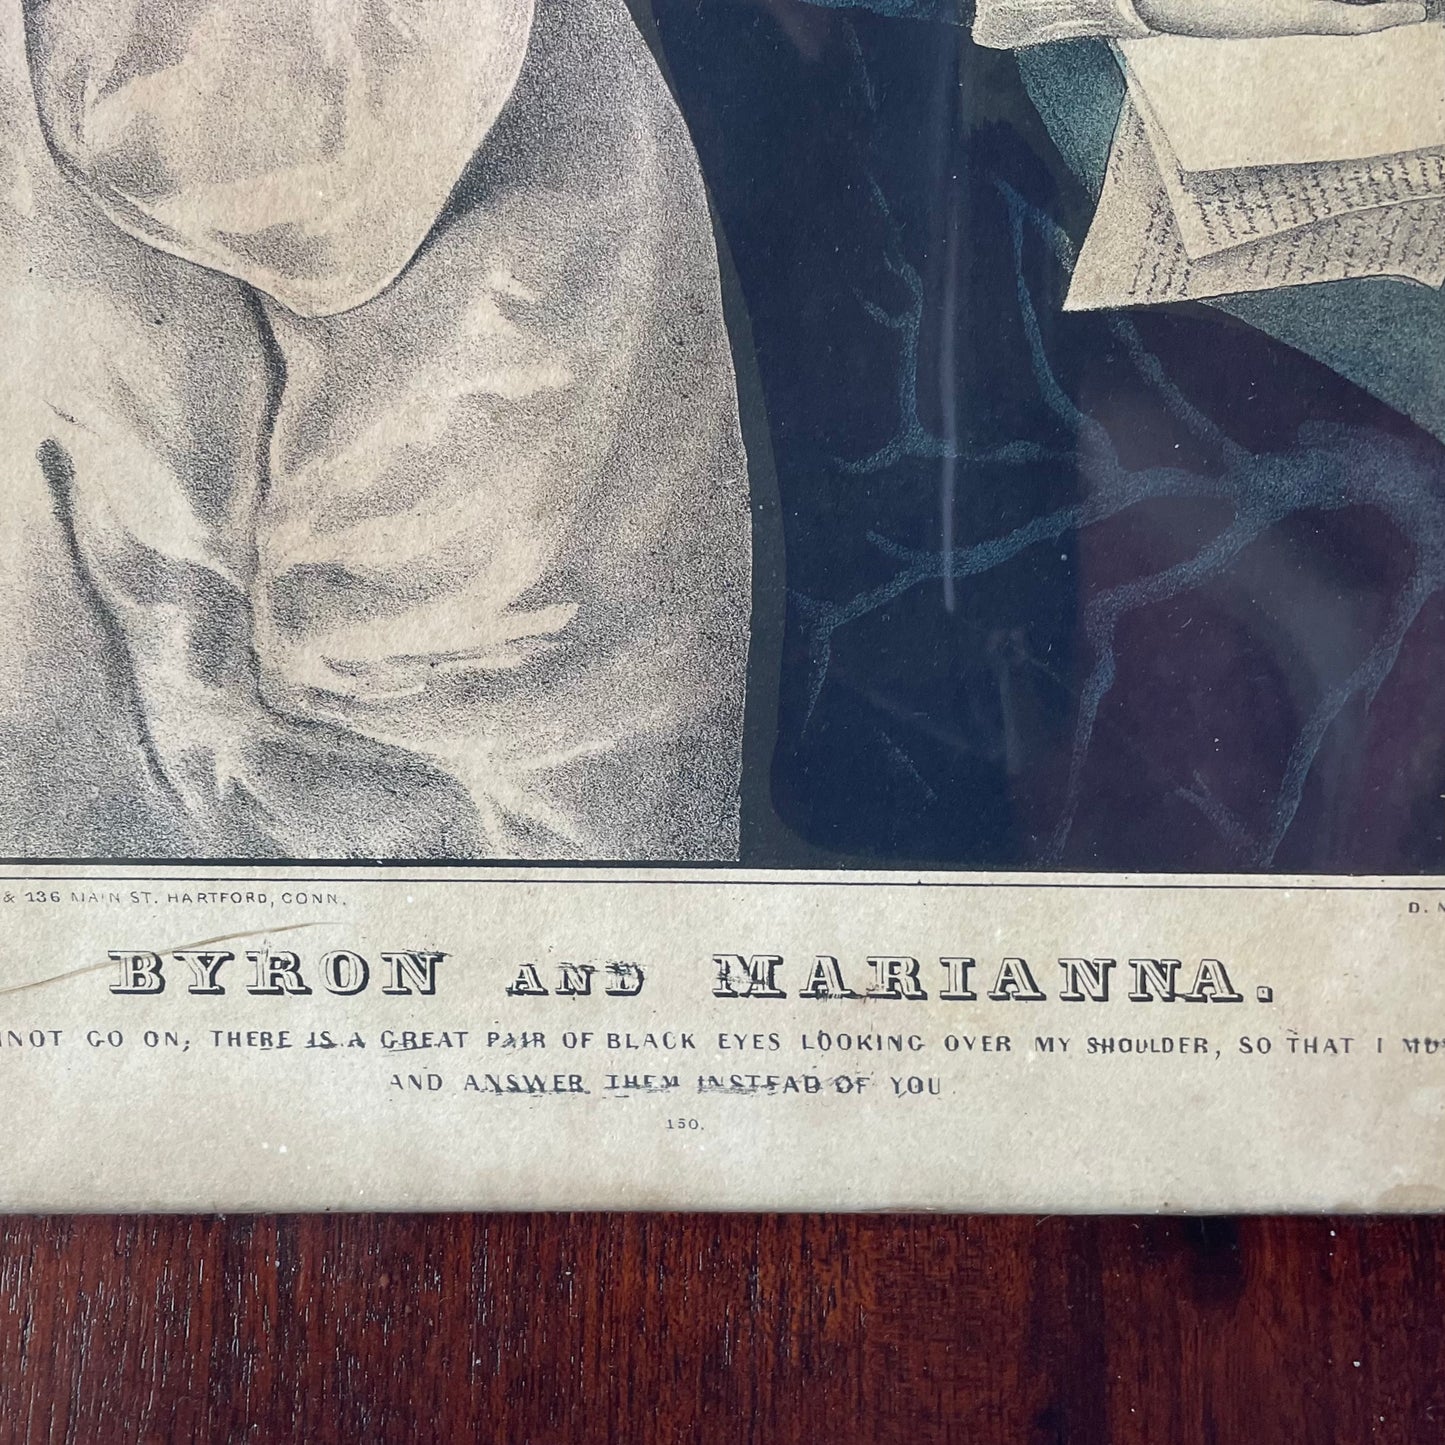 & 136 MAIN ST. HARTFORD, CONN.
D.
BYRON AND MARIANNA.
NOT GO ON; THERE IS A GREAT PAIR OF BLACK EYES LOOKING OVER MY SHOULDER, SO THAT I
AND ANSWER THEM INSTEAD OF YOU.
150.